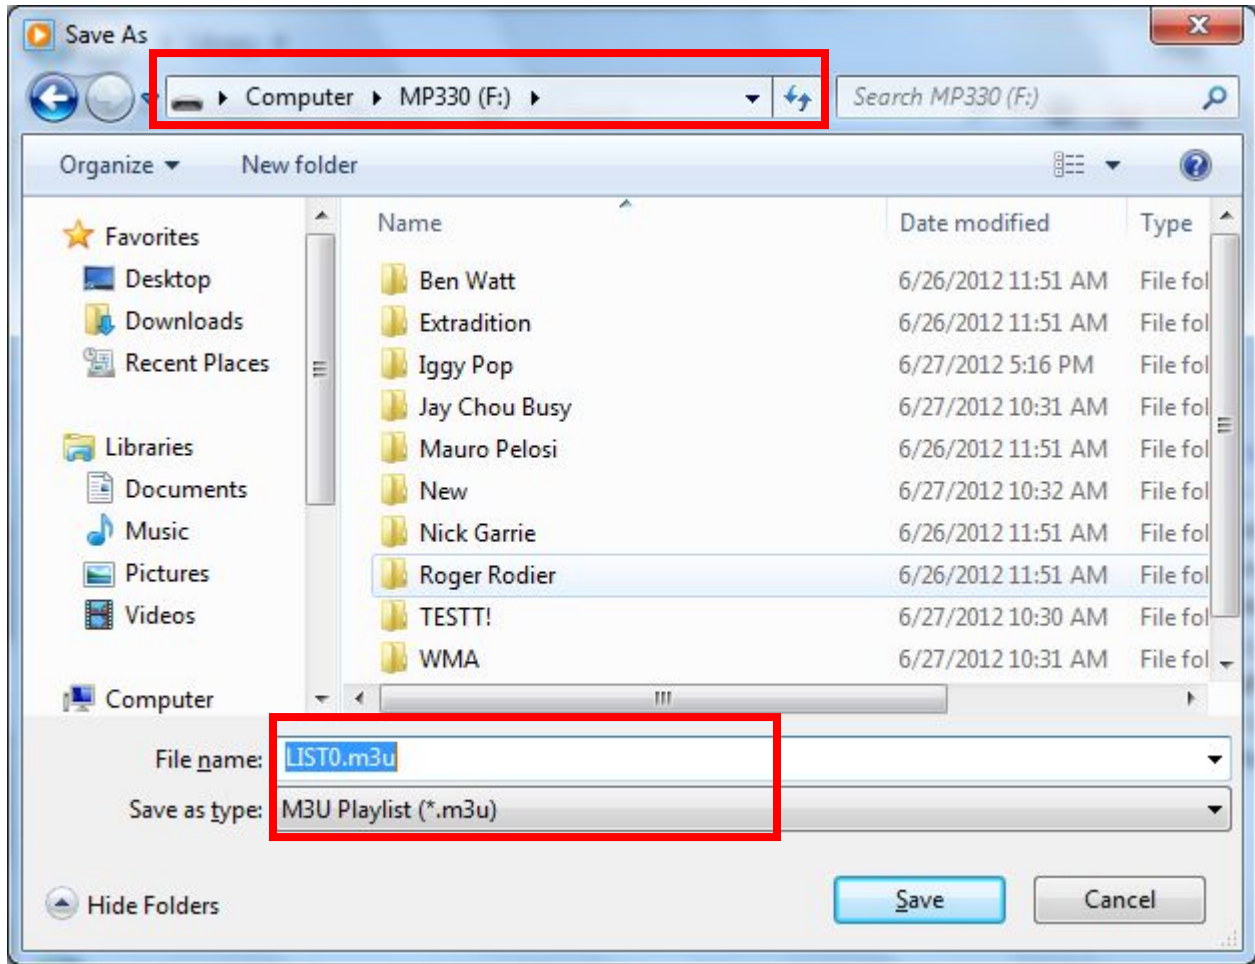 Save As
Computer MP330 (F:) Search MP330 (F:)
Organize New folder
Name Date modified Type
Favorites
Desktop
Downloads
Recent Places
Libraries
Documents
Music
Pictures
Videos
Computer
Ben Watt 6/26/2012 11:51 AM File fol
Extradition 6/26/2012 11:51 AM File fol
Iggy Pop 6/27/2012 5:16 PM File fol
Jay Chou Busy 6/27/2012 10:31 AM File fol
Mauro Pelosi 6/26/2012 11:51 AM File fol
New 6/27/2012 10:32 AM File fol
Nick Garrie 6/26/2012 11:51 AM File fol
Roger Rodier 6/26/2012 11:51 AM File fol
TESTT! 6/27/2012 10:30 AM File fol
WMA 6/27/2012 10:31 AM File fol
File name: LIST0.m3u
Save as type: M3U Playlist (*.m3u)
Hide Folders Save Cancel